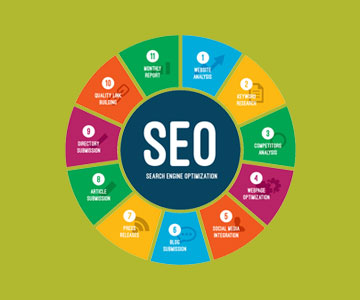 SEO
SEARCH ENGINE OPTIMIZATION
1
WEBSITE
ANALYSIS
2
KEYWORD
RESEARCH
3
COMPETITORS
ANALYSIS
4
WEBPAGE
OPTIMIZATION
5
SOCIAL MEDIA
INTEGRATION
6
BLOG
SUBMISSION
7
PRESS
RELEASES
8
ARTICLE
SUBMISSION
9
DIRECTORY
SUBMISSION
10
QUALITY LINK
BUILDING
11
MONTHLY
REPORT